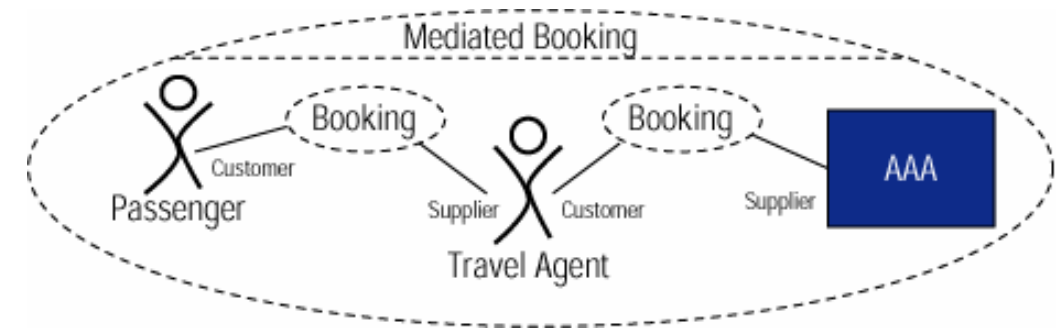 Mediated Booking
Booking
Booking
Customer
Passenger
Supplier
Customer
Travel Agent
Supplier
AAA